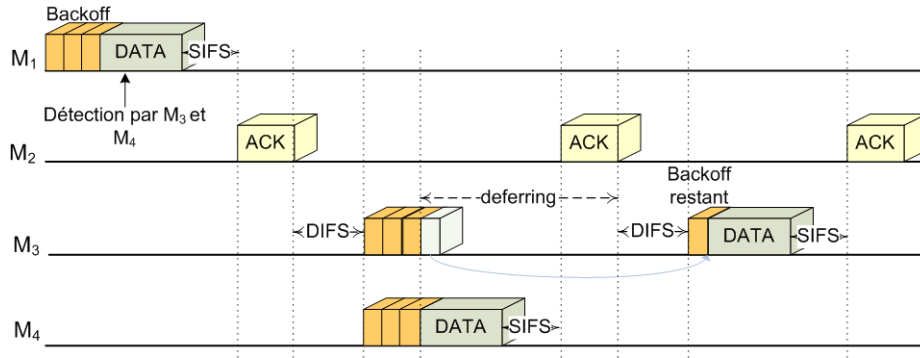 Backoff
M1
DATA
SIFS
Détection par M3 et
M4
M2
ACK
ACK
ACK
deferring
Backoff
restant
M3
DIFS
DIFS
DATA
SIFS
M4
DATA
SIFS